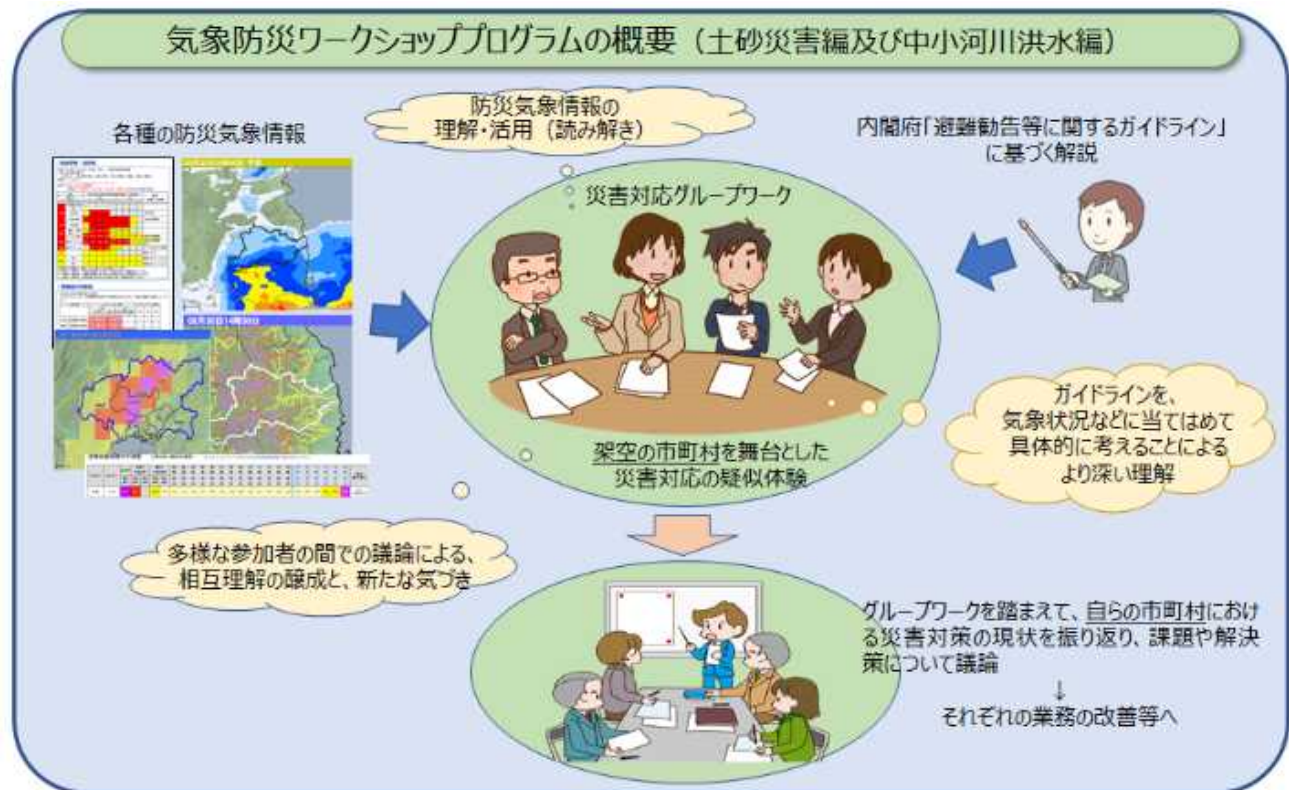 気象防災ワークショッププログラムの概要（土砂災害編及び中小河川洪水編）
防災気象情報の
理解・活用（読み解き）
各種の防災気象情報
内閣府「避難勧告等に関するガイドライン」
に基づく解説
災害対応グループワーク
架空の市町村を舞台とした
災害対応の疑似体験
ガイドラインを、
気象状況などに当てはめて
具体的に考えることによる
より深い理解
多様な参加者の間での議論による、
相互理解の醸成と、新たな気づき
グループワークを踏まえて、自らの市町村におけ
る災害対策の現状を振り返り、課題や解決
策について議論
↓
それぞれの業務の改善等へ